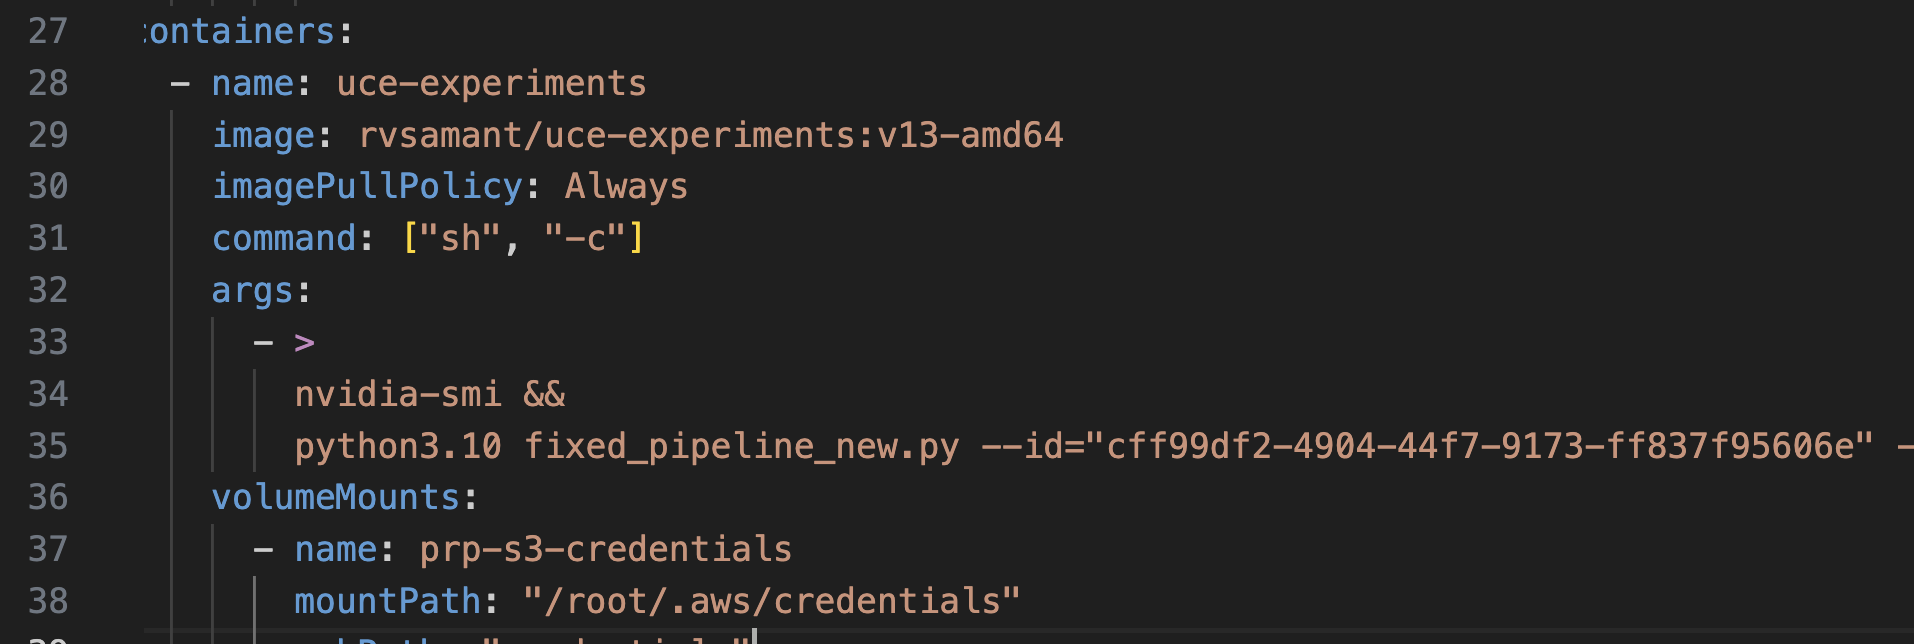 27 ontainers:
28 - name: uce-experiments
29 image: rvsamant/uce-experiments:v13-amd64
30 imagePullPolicy: Always
31 command: ["sh", "-c"]
32 args:
33 - >
34 nvidia-smi &&
35 python3.10 fixed_pipeline_new.py --id="cff99df2-4904-44f7-9173-ff837f95606e" -
36 volumeMounts:
37 - name: prp-s3-credentials
38 mountPath: "/root/.aws/credentials"